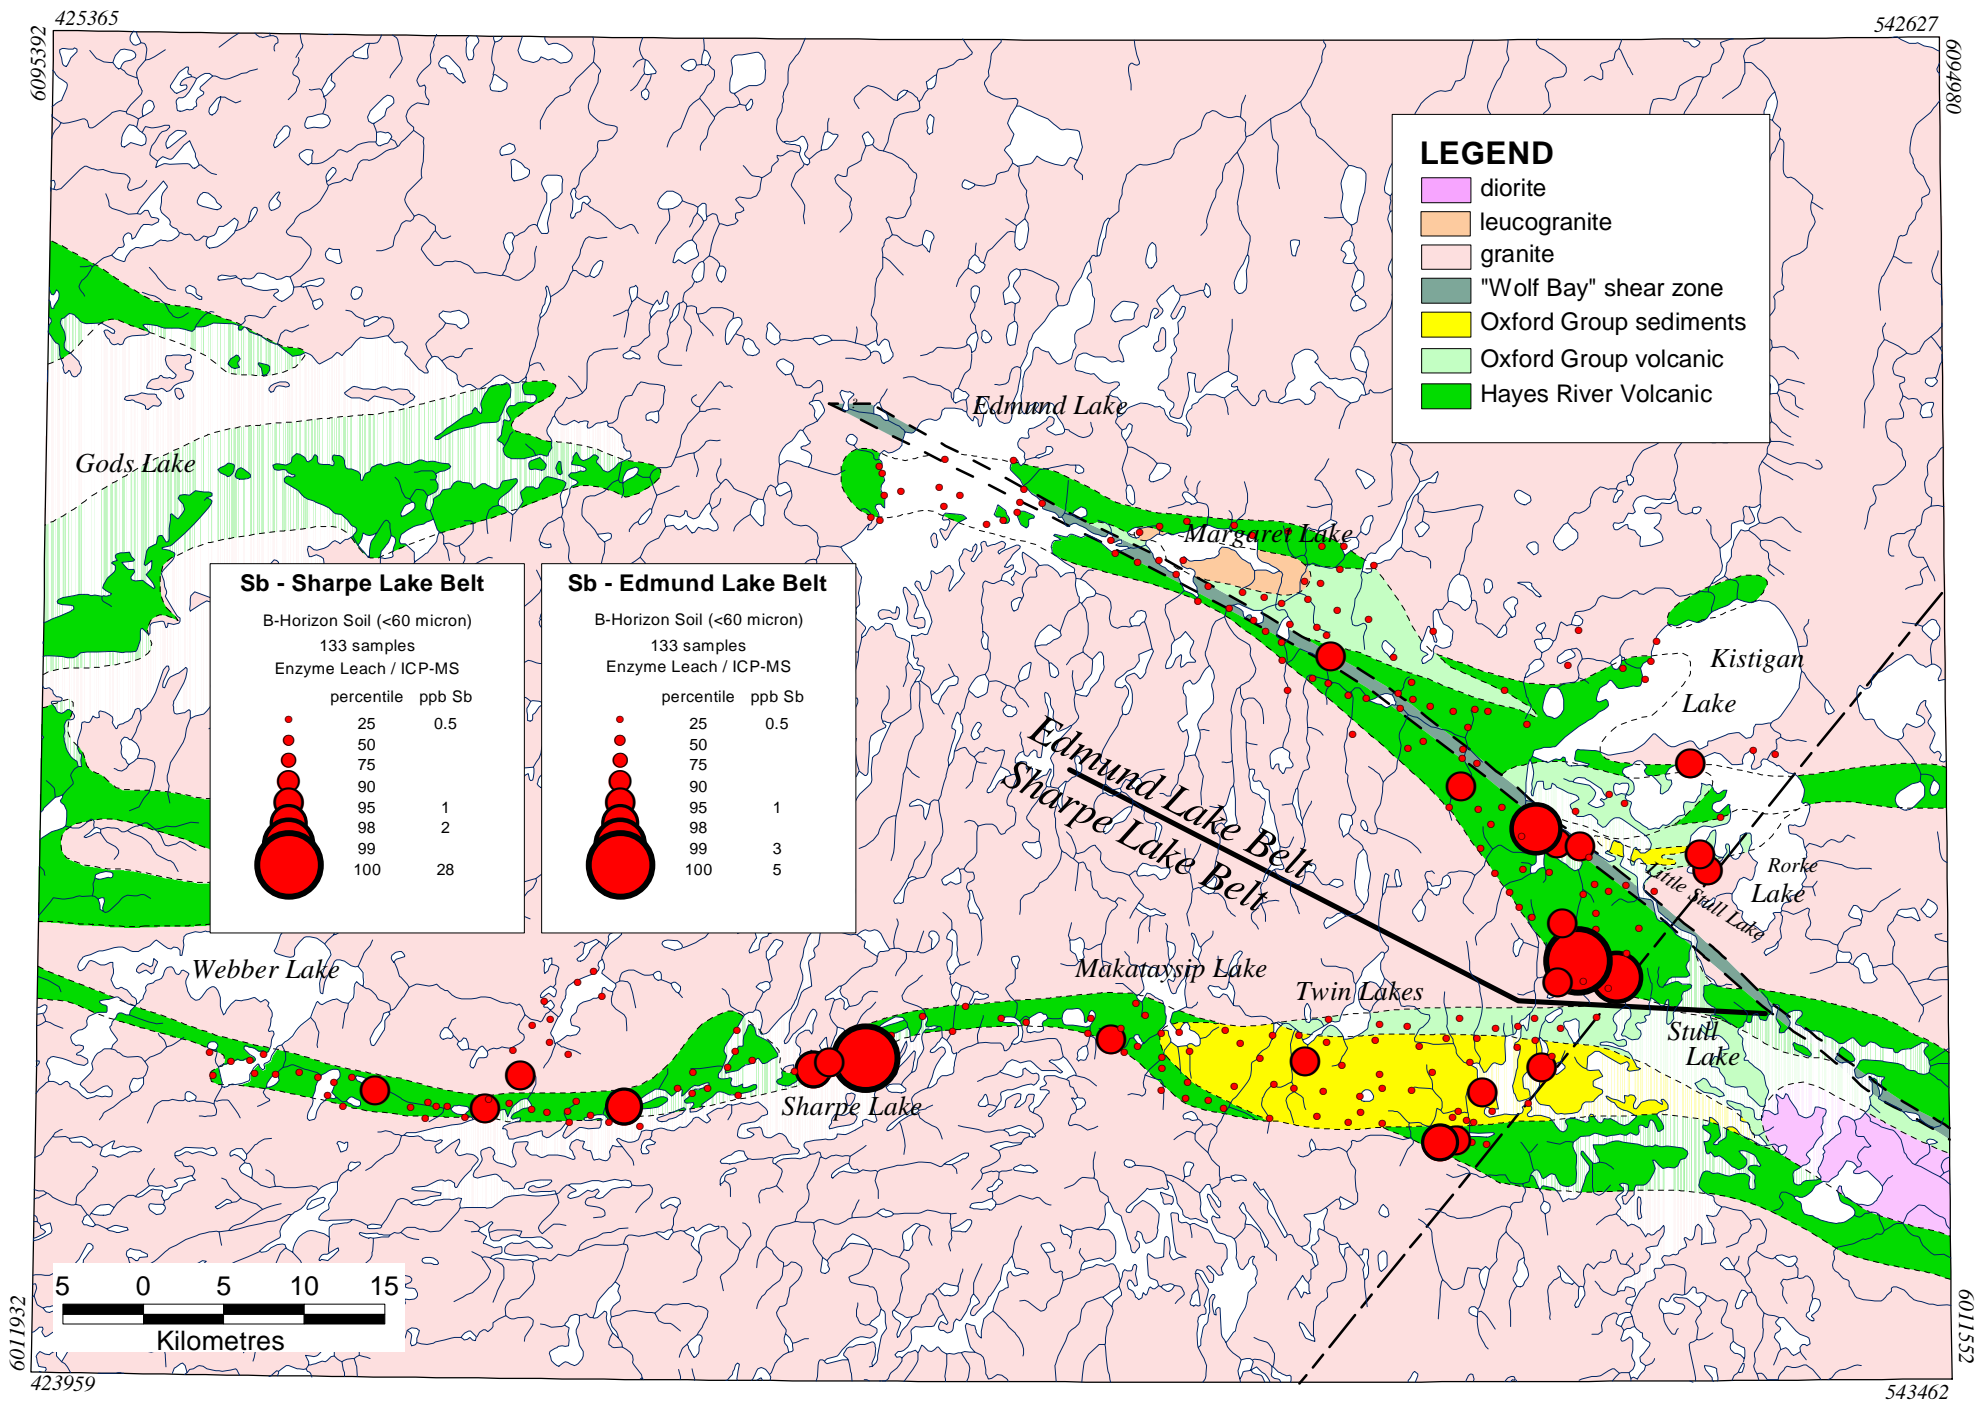 425365
542627
6095392
6094980
LEGEND
diorite
leucogranite
granite
"Wolf Bay" shear zone
Oxford Group sediments
Oxford Group volcanic
Hayes River Volcanic
Edmund Lake
Gods Lake
Margaret Lake
Kistigan
Lake
Sb - Sharpe Lake Belt
B-Horizon Soil (<60 micron)
133 samples
Enzyme Leach / ICP-MS
percentile ppb Sb
25 0.5
50
75
90
95 1
98 2
99
100 28
Sb - Edmund Lake Belt
B-Horizon Soil (<60 micron)
133 samples
Enzyme Leach / ICP-MS
percentile ppb Sb
25 0.5
50
75
90
95 1
98
99 3
100 5
Edmund Lake Belt
Sharpe Lake Belt
Rorke
Lake
Little Stull Lake
Webber Lake
Makataysip Lake
Twin Lakes
Stull
Lake
Sharpe Lake
5 0 5 10 15
Kilometres
6011932
6011552
423959
543462